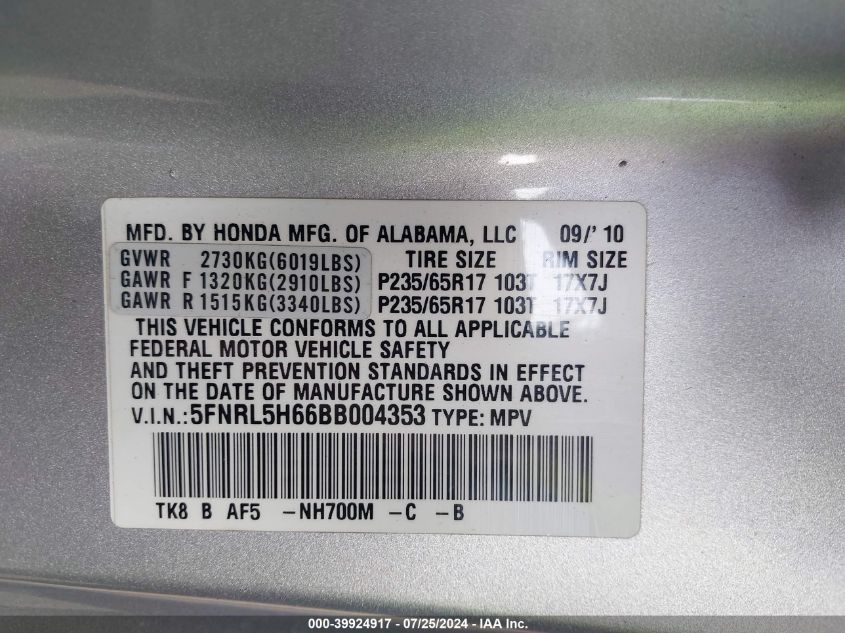 MFD. BY HONDA MFG. OF ALABAMA, LLC 09/' 10
GVWR 2730KG(6019LBS) TIRE SIZE RIM SIZE
GAWR F 1320KG(2910LBS) P235/65R17 103T 17X7J
GAWR R 1515KG(3340LBS) P235/65R17 103T 17X7J
THIS VEHICLE CONFORMS TO ALL APPLICABLE
FEDERAL MOTOR VEHICLE SAFETY
AND THEFT PREVENTION STANDARDS IN EFFECT
ON THE DATE OF MANUFACTURE SHOWN ABOVE.
V.I.N.: 5FNRL5H66BB004353 TYPE: MPV
TK8 B AF5 -NH700M -C -B
000-39924917 - 07/25/2024 - IAA Inc.